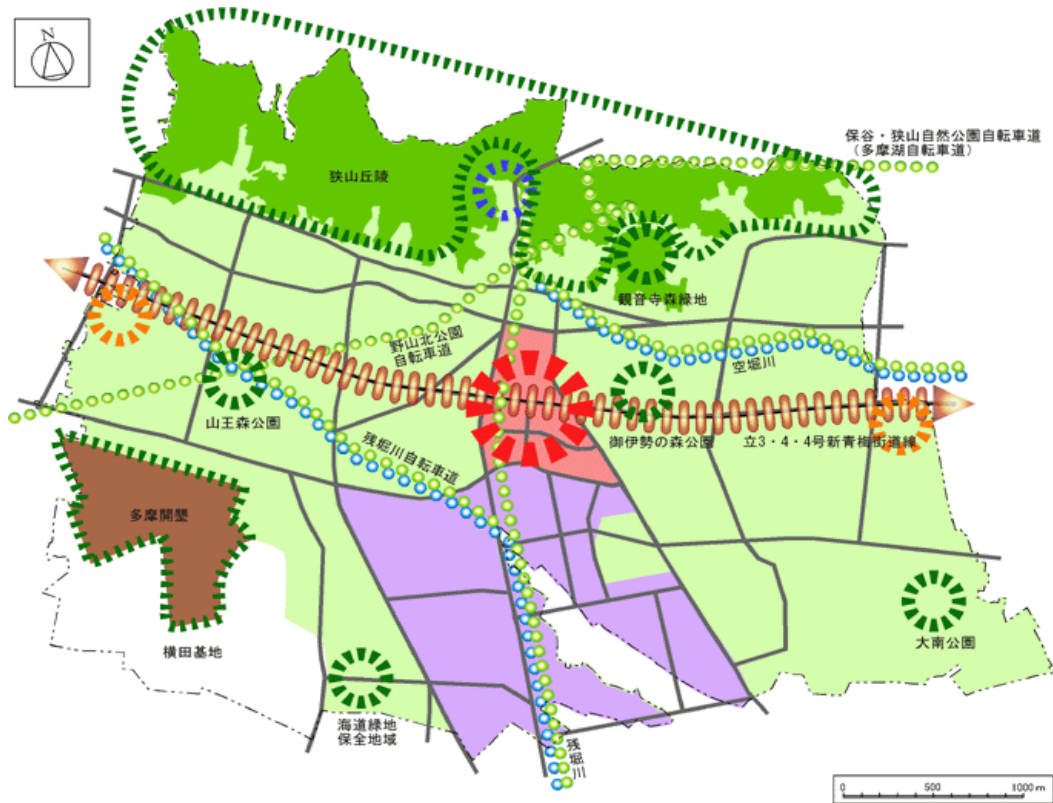 N
保谷・狭山自然公園自転車道
（多摩湖自転車道）
狭山丘陵
観音寺森緑地
野山北公園
自転車道
空堀川
山王森公園
御伊勢の森公園
立3・4・4号新青梅街道線
残堀川自転車道
多摩開墾
横田基地
大南公園
海道緑地
保全地域
残堀川
0
500
1000m